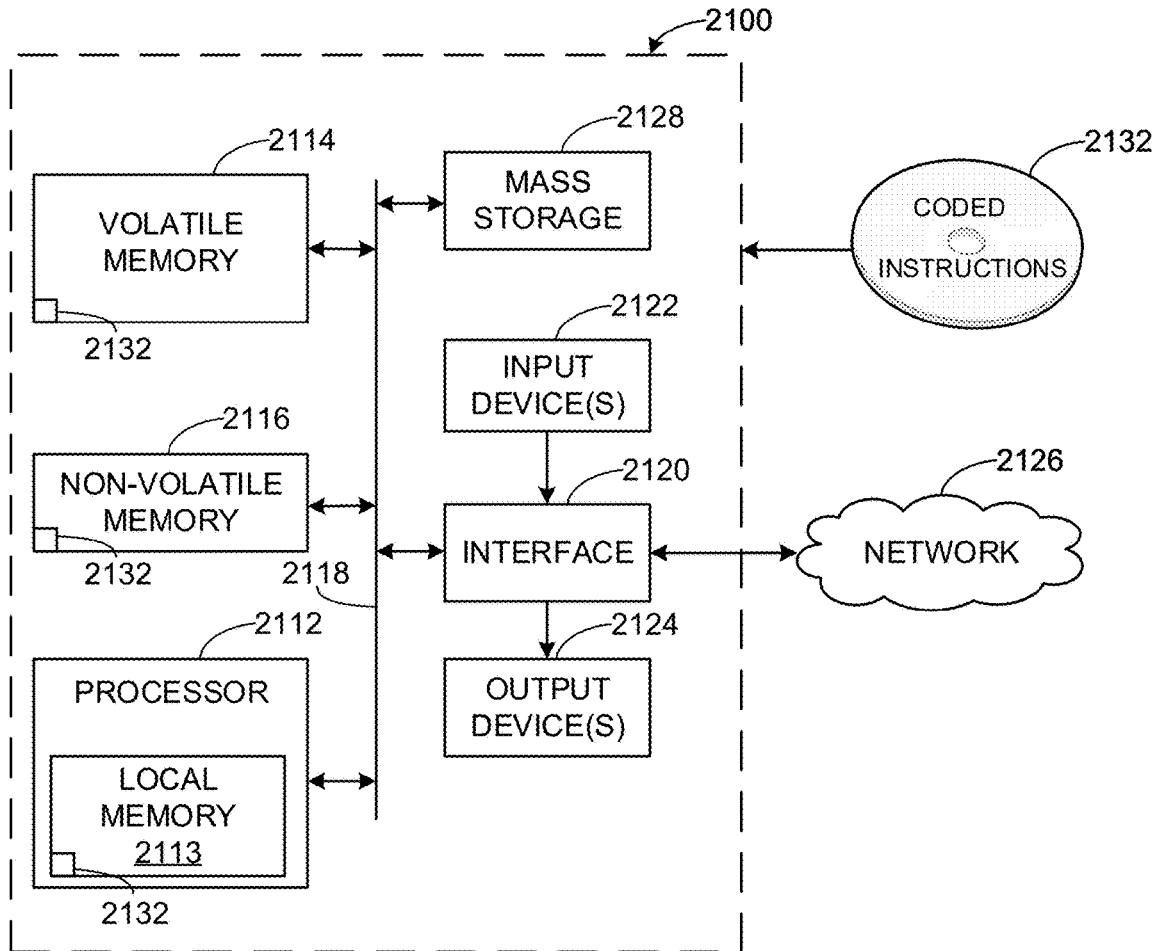 2100
2114
VOLATILE
MEMORY
2132
2128
MASS
STORAGE
2132
CODED
INSTRUCTIONS
2122
INPUT
DEVICE(S)
2116
NON-VOLATILE
MEMORY
2132
2118
2120
INTERFACE
2126
NETWORK
2112
PROCESSOR
LOCAL
MEMORY
2113
2132
2124
OUTPUT
DEVICE(S)